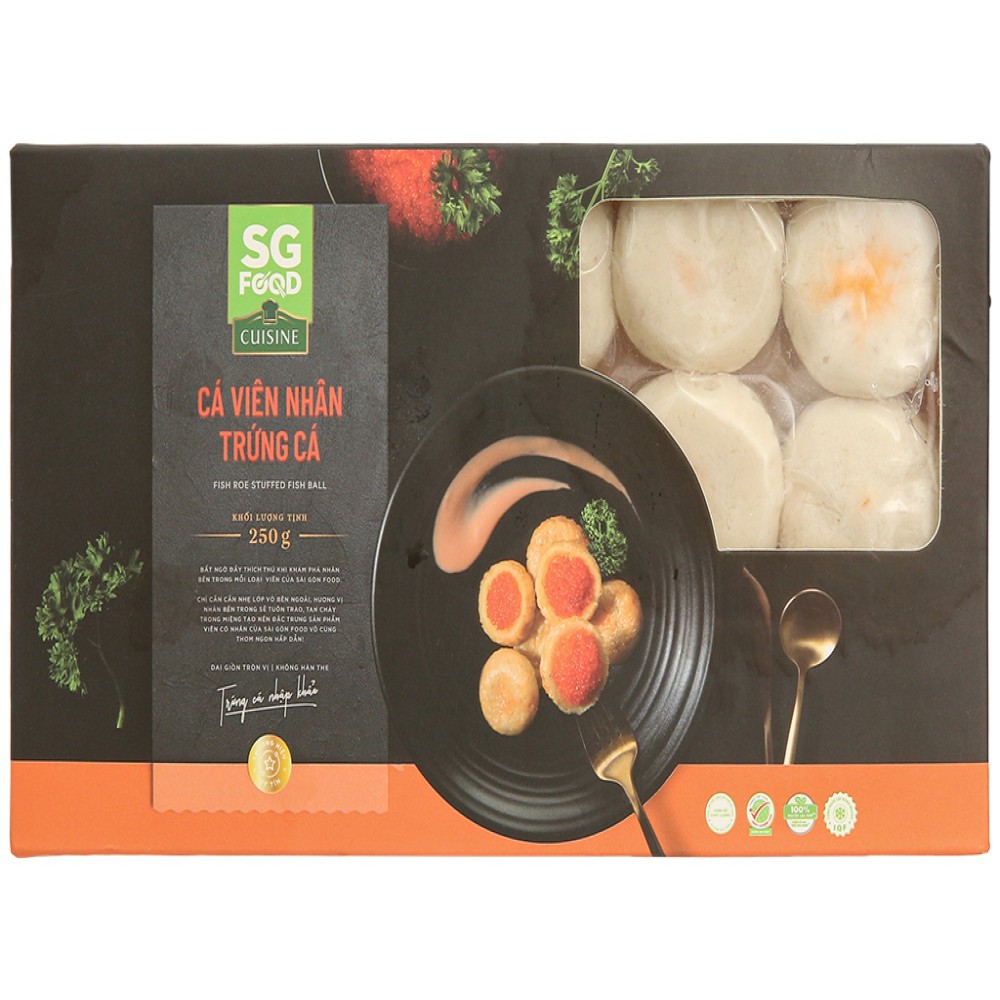 SG
FOOD
CUISINE
CÁ VIÊN NHÂN
TRỨNG CÁ
FISH ROE STUFFED FISH BALL
KHỐI LƯỢNG TỊNH
250 g
BẤT NGỜ ĐẦY THÍCH THÚ KHI KHÁM PHÁ NHÂN
BÊN TRONG MỖI LOẠI VIÊN CỦA SÀI GÒN FOOD.
CHỈ CẦN CẮN NHẸ LỚP VỎ BÊN NGOÀI, HƯƠNG VỊ
NHÂN BÊN TRONG SẼ TUÔN TRÀO, TAN CHẢY
TRONG MIỆNG TẠO NÊN ĐẶC TRƯNG SẢN PHẨM
VIÊN CÓ NHÂN CỦA SÀI GÒN FOOD VÔ CÙNG
THƠM NGON HẤP DẪN!
DAI GIÒN TRỌN VỊ | KHÔNG HÀN THE
Trứng cá nhập khẩu
100%
IQF